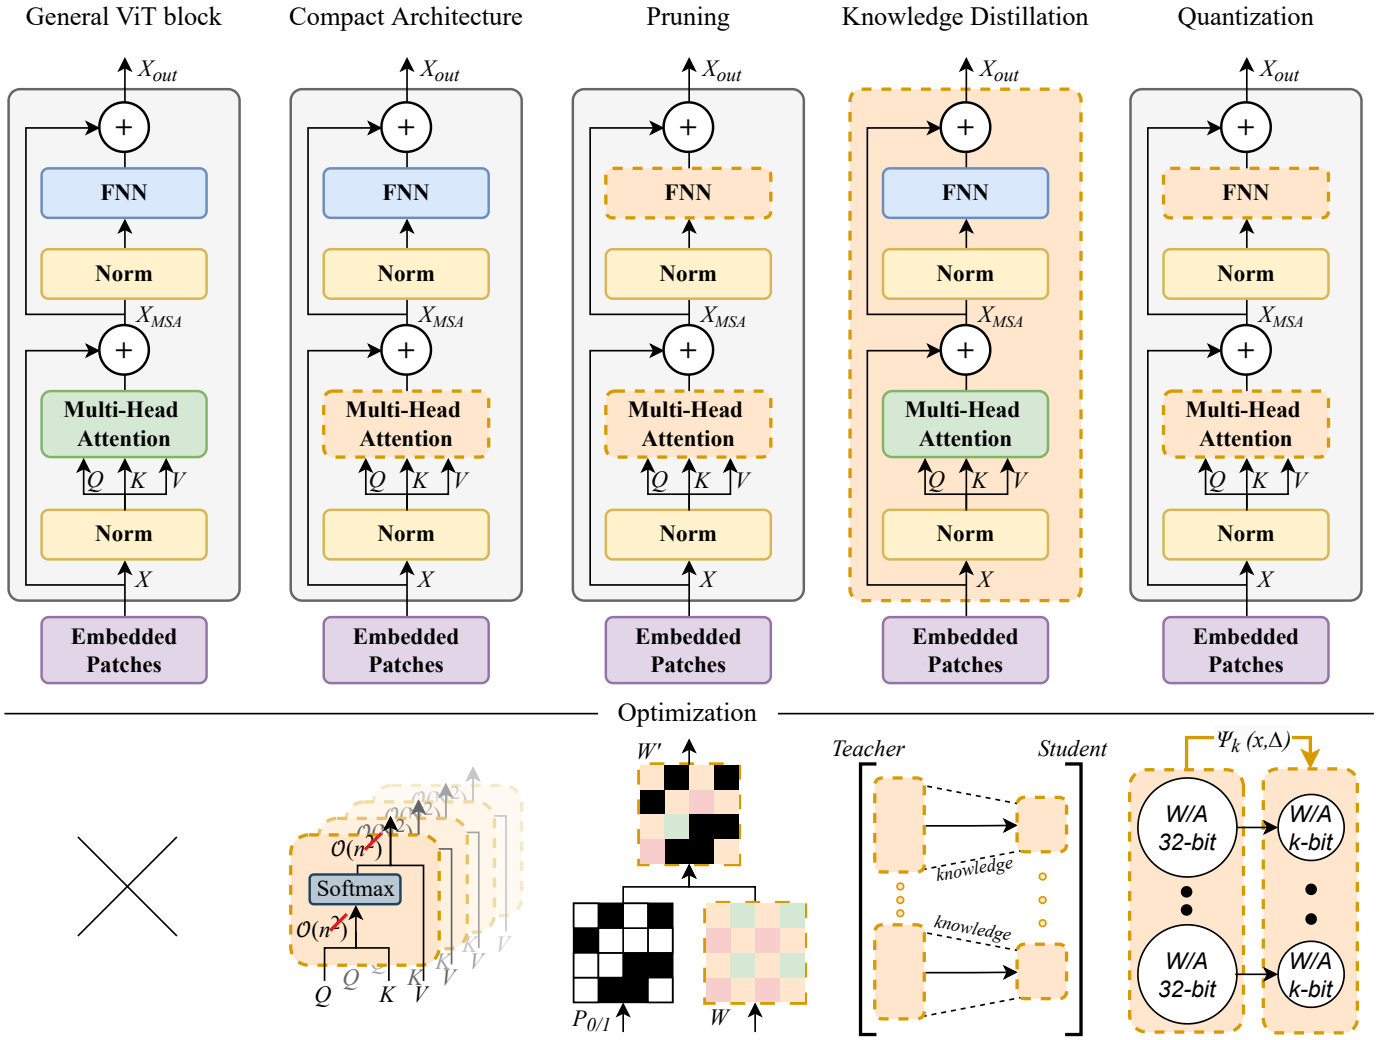 General ViT block
Compact Architecture
Pruning
Knowledge Distillation
Quantization
X_out
X_out
X_out
X_out
X_out
+
+
+
+
+
FNN
FNN
FNN
FNN
FNN
Norm
Norm
Norm
Norm
Norm
X_MSA
X_MSA
X_MSA
X_MSA
X_MSA
+
+
+
+
+
Multi-Head
Attention
Multi-Head
Attention
Multi-Head
Attention
Multi-Head
Attention
Multi-Head
Attention
Q K V
Q K V
Q K V
Q K V
Q K V
Norm
Norm
Norm
Norm
Norm
X
X
X
X
X
Embedded
Patches
Embedded
Patches
Embedded
Patches
Embedded
Patches
Embedded
Patches
Optimization
O(n²)
Softmax
O(n²)
Q K V
Q K V
K V
W'
P_0/1
W
Teacher
Student
knowledge
knowledge
Ψ_k (x,Δ)
W/A
32-bit
W/A
k-bit
W/A
32-bit
W/A
k-bit